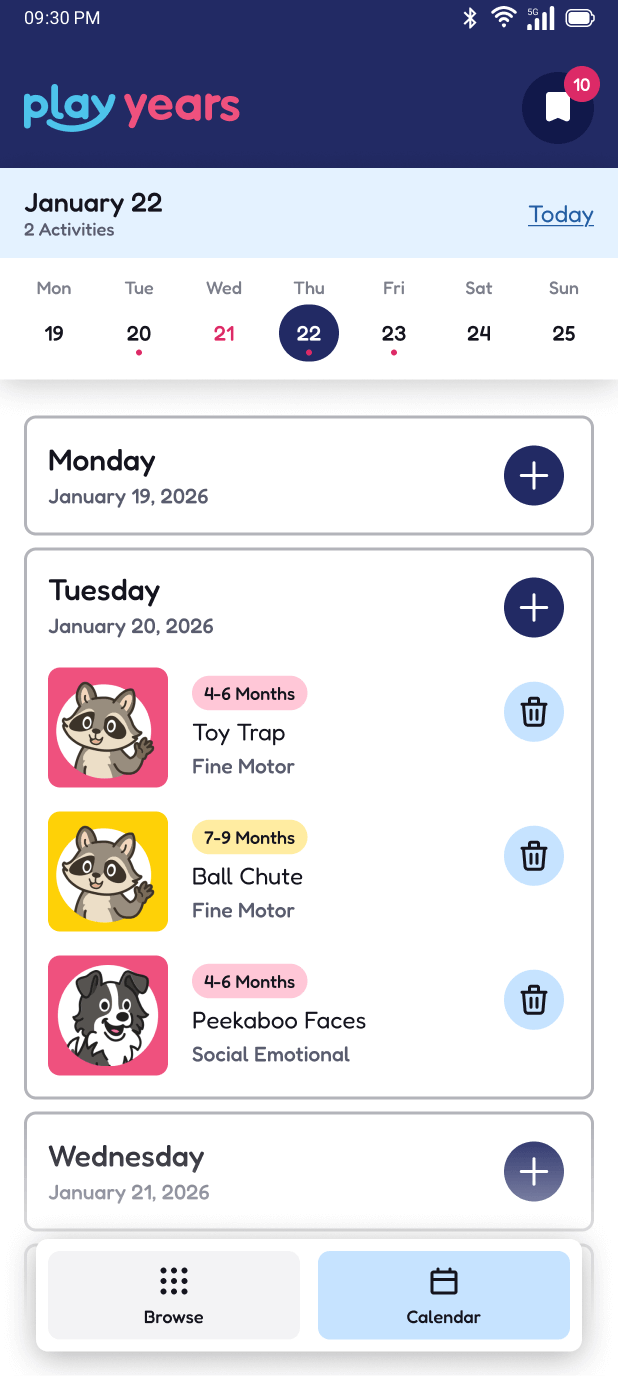 09:30 PM
5G
play years
10
January 22
2 Activities
Today
Mon Tue Wed Thu Fri Sat Sun
19 20 21 22 23 24 25
Monday
January 19, 2026
Tuesday
January 20, 2026
4-6 Months
Toy Trap
Fine Motor
7-9 Months
Ball Chute
Fine Motor
4-6 Months
Peekaboo Faces
Social Emotional
Wednesday
January 21, 2026
Browse
Calendar